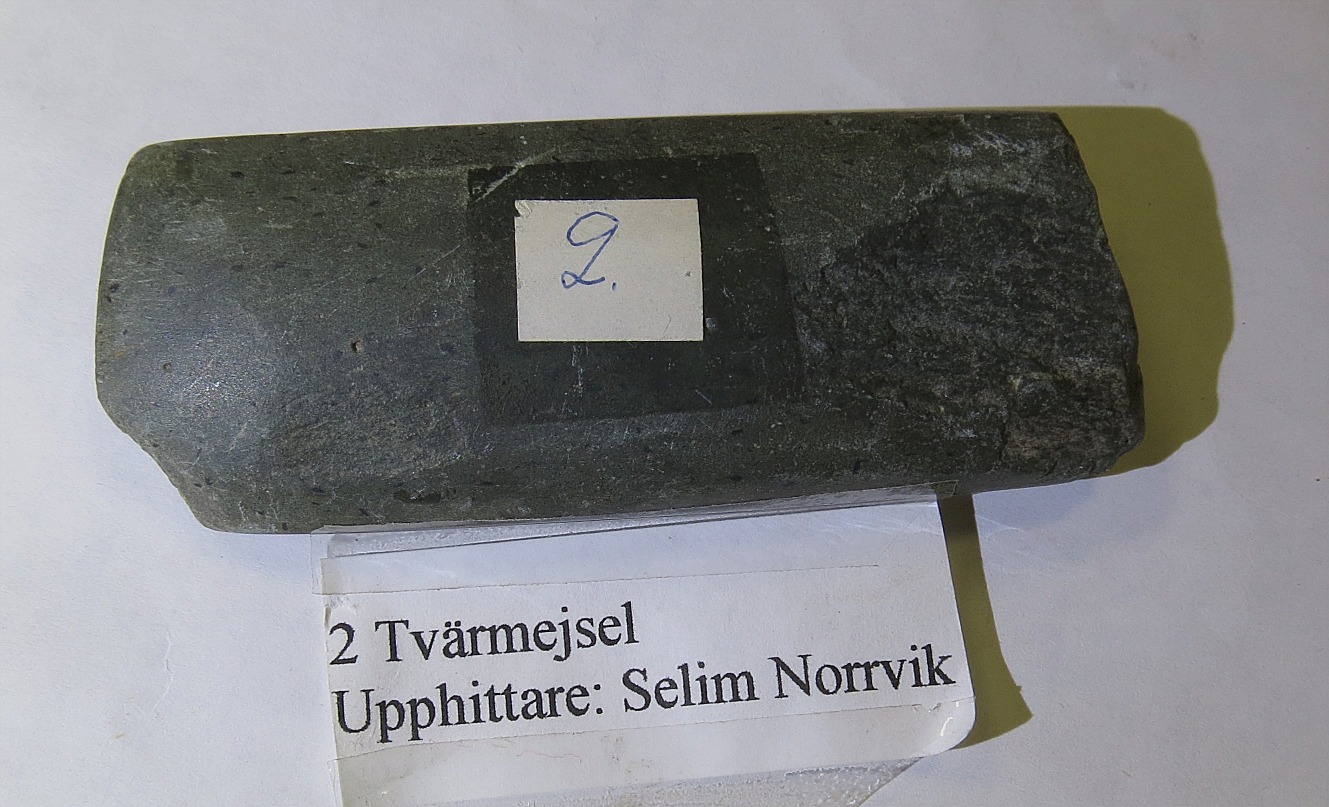 2.
2 Tvärmejsel
Upphittare: Selim Norrvik